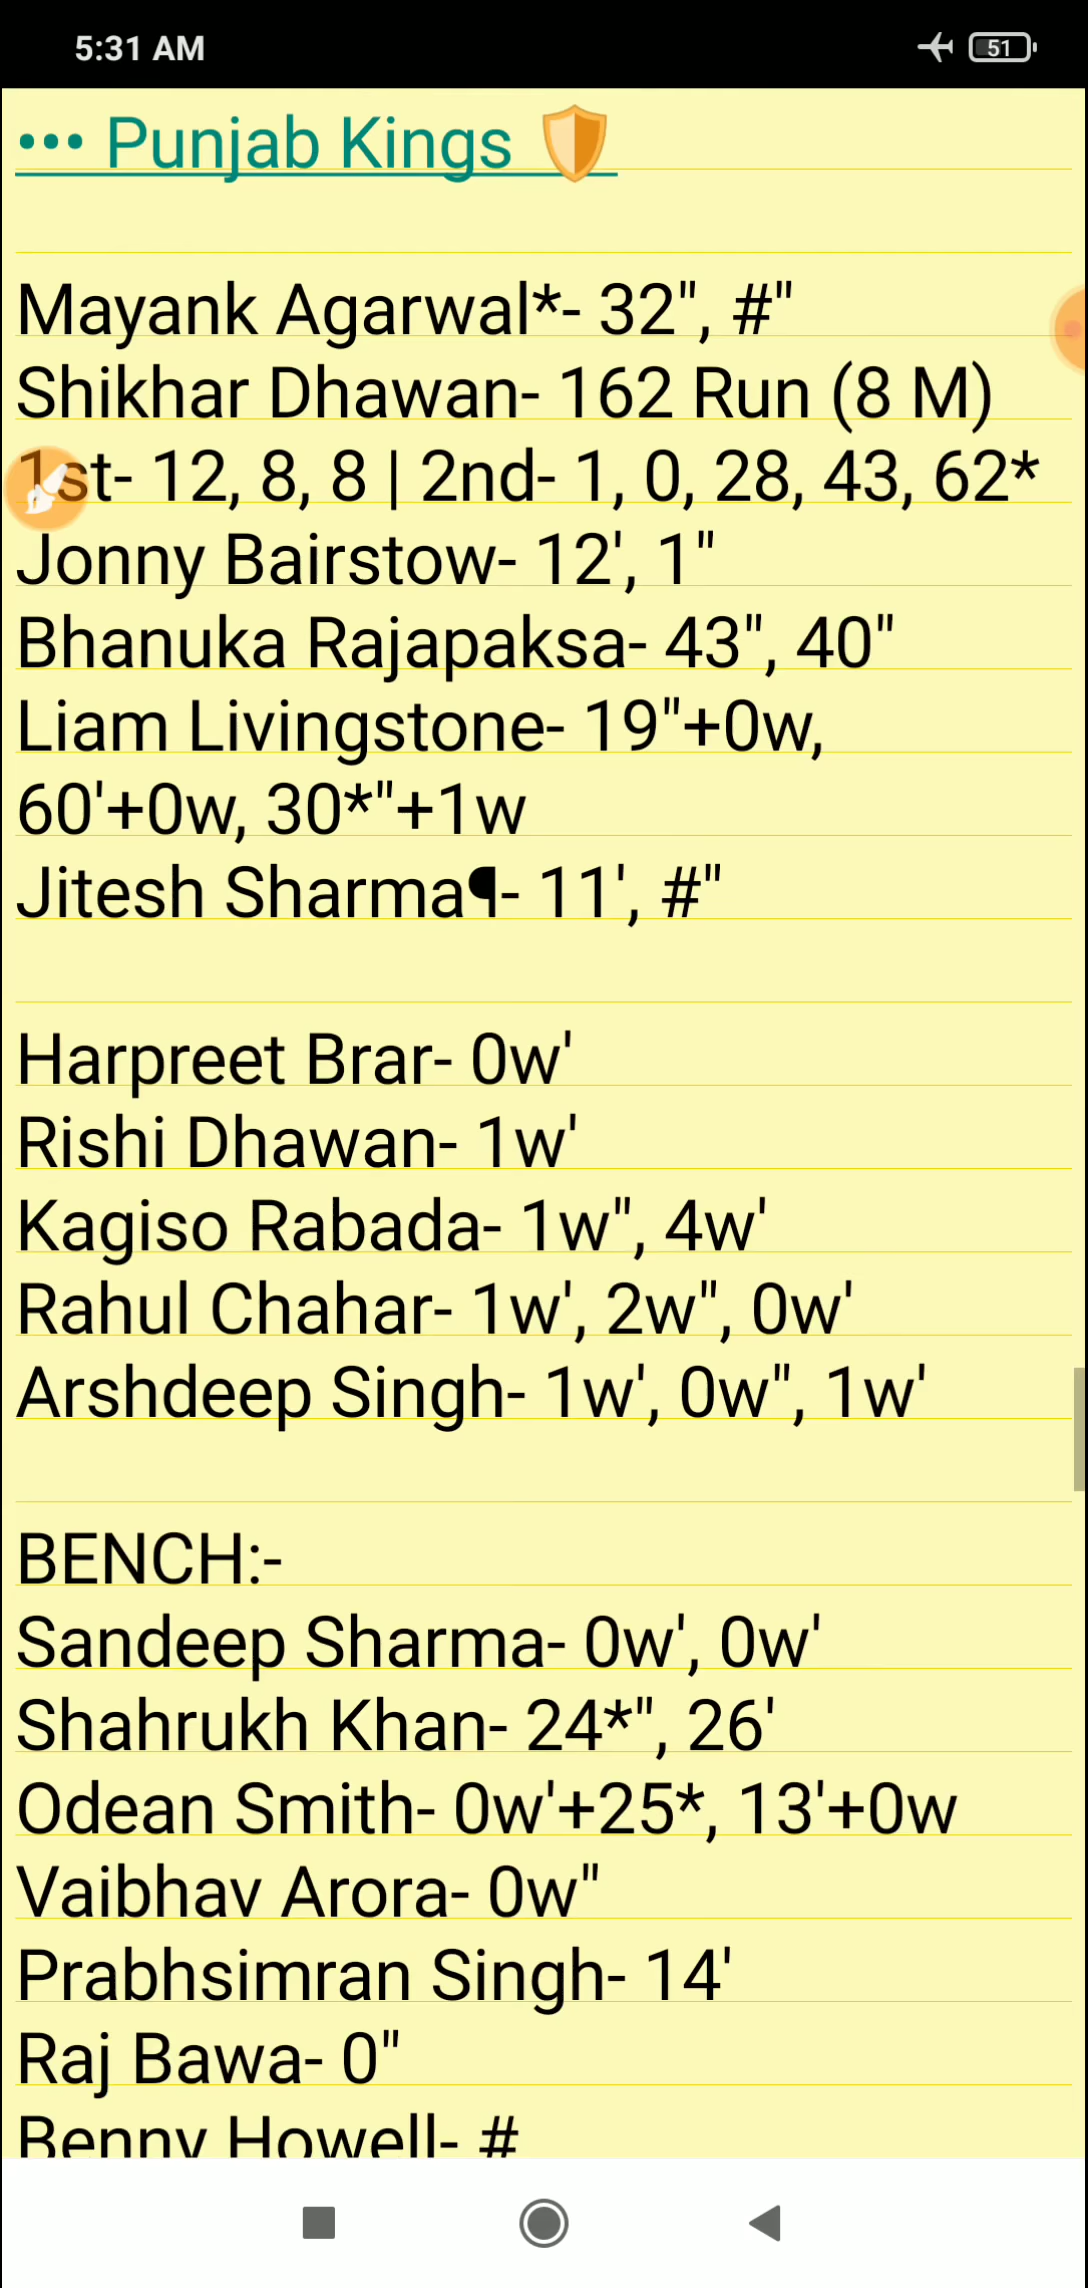 5:31 AM
51
••• Punjab Kings
Mayank Agarwal*- 32", #"
Shikhar Dhawan- 162 Run (8 M)
1st- 12, 8, 8 | 2nd- 1, 0, 28, 43, 62*
Jonny Bairstow- 12', 1"
Bhanuka Rajapaksa- 43", 40"
Liam Livingstone- 19"+0w,
60'+0w, 30*"+1w
Jitesh Sharma¶- 11', #"
Harpreet Brar- 0w'
Rishi Dhawan- 1w'
Kagiso Rabada- 1w", 4w'
Rahul Chahar- 1w', 2w", 0w'
Arshdeep Singh- 1w', 0w", 1w'
BENCH:-
Sandeep Sharma- 0w', 0w'
Shahrukh Khan- 24*", 26'
Odean Smith- 0w'+25*, 13'+0w
Vaibhav Arora- 0w"
Prabhsimran Singh- 14'
Raj Bawa- 0"
Benny Howell- #